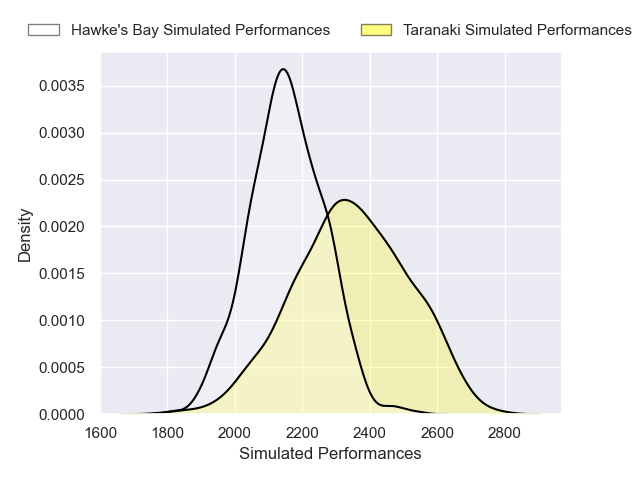 Hawke's Bay Simulated Performances Taranaki Simulated Performances
0.0035
0.0030
0.0025
0.0020
0.0015
0.0010
0.0005
0.0000
Density
1600 1800 2000 2200 2400 2600 2800
Simulated Performances